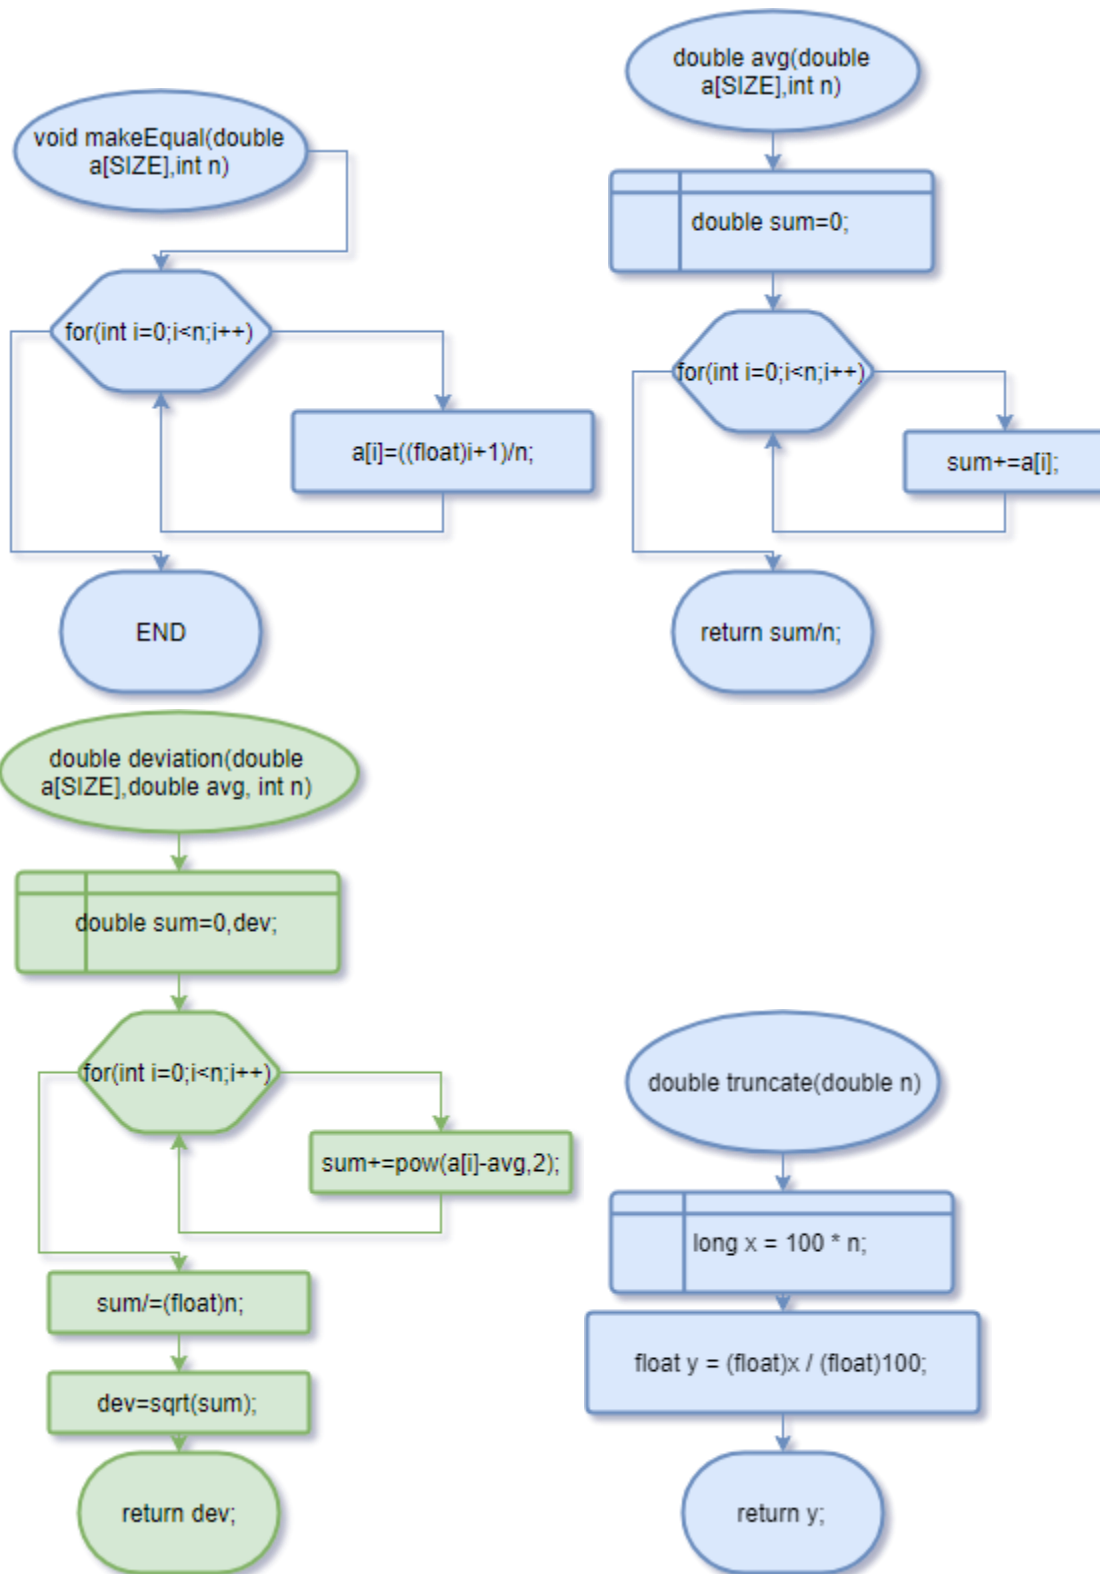 void makeEqual(double
a[SIZE],int n)
for(int i=0;i<n;i++)
a[i]=((float)i+1)/n;
END
double avg(double
a[SIZE],int n)
double sum=0;
for(int i=0;i<n;i++)
sum+=a[i];
return sum/n;
double deviation(double
a[SIZE],double avg, int n)
double sum=0,dev;
for(int i=0;i<n;i++)
sum+=pow(a[i]-avg,2);
sum/=(float)n;
dev=sqrt(sum);
return dev;
double truncate(double n)
long x = 100 * n;
float y = (float)x / (float)100;
return y;